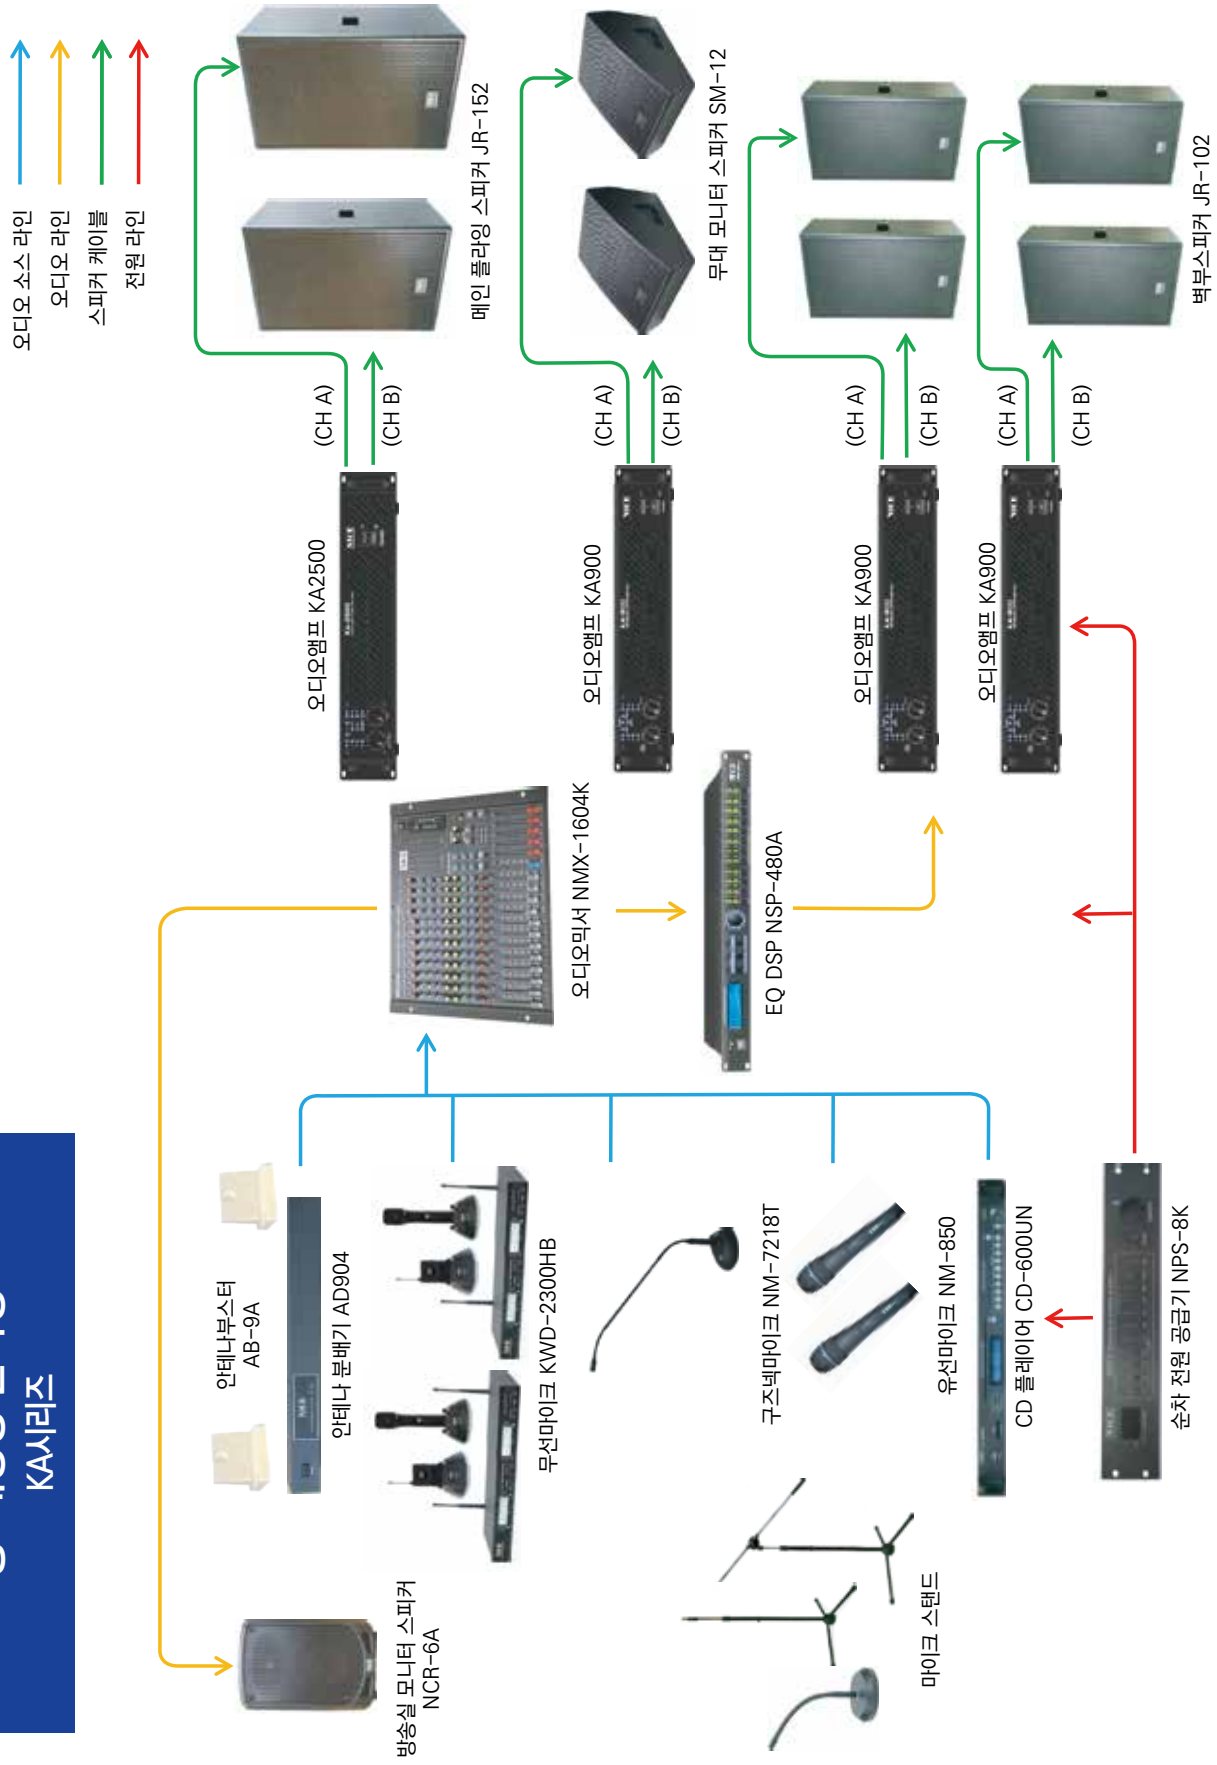 KA시리즈
오디오 소스 라인
오디오 라인
스피커 케이블
전원 라인
안테나부스터
AB-9A
안테나 분배기 AD904
무선마이크 KWD-2300HB
구즈넥마이크 NM-7218T
유선마이크 NM-850
CD 플레이어 CD-600UN
순차 전원 공급기 NPS-8K
방송실 모니터 스피커
NCR-6A
마이크 스탠드
오디오믹서 NMX-1604K
EQ DSP NSP-480A
오디오앰프 KA2500
(CH A)
(CH B)
메인 플라잉 스피커 JR-152
오디오앰프 KA900
(CH A)
(CH B)
무대 모니터 스피커 SM-12
오디오앰프 KA900
(CH A)
(CH B)
오디오앰프 KA900
(CH A)
(CH B)
벽부스피커 JR-102